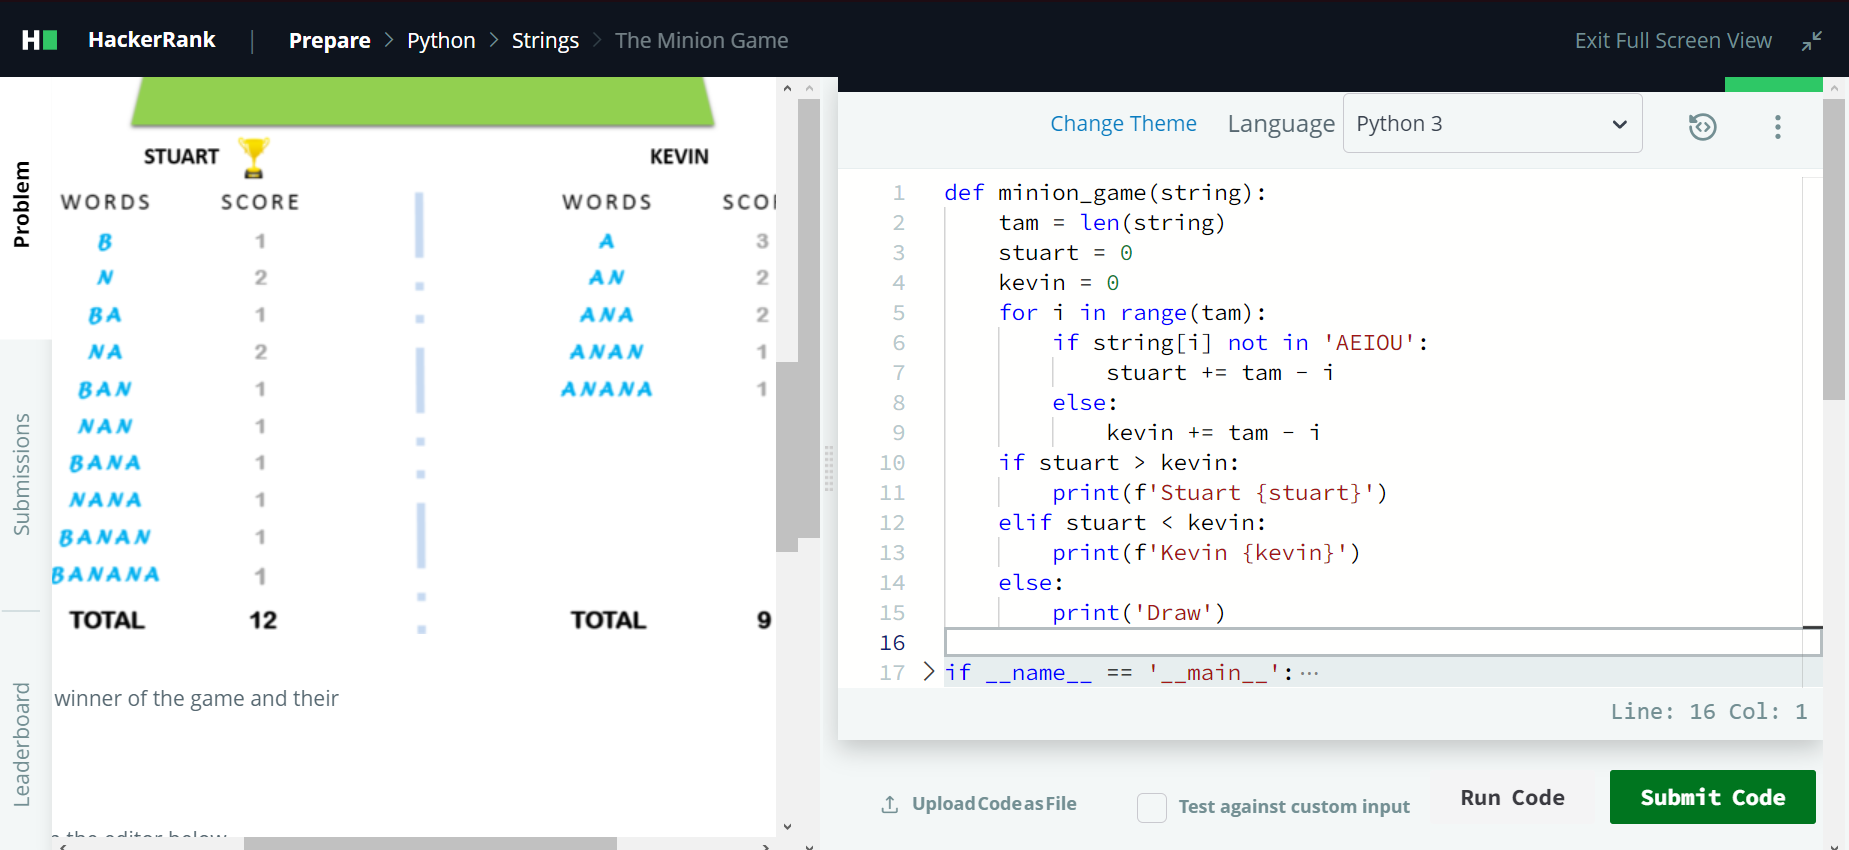 HackerRank | Prepare > Python > Strings > The Minion Game
Exit Full Screen View
Problem
Submissions
Leaderboard
STUART
KEVIN
WORDS SCORE
WORDS
B 1
A 3
N 2
AN 2
BA 1
ANA 2
NA 2
ANAN 1
BAN 1
ANANA 1
NAN 1
BANA 1
NANA 1
BANAN 1
BANANA 1
TOTAL 12
TOTAL 9
winner of the game and their
Change Theme Language Python 3
1 def minion_game(string):
2 tam = len(string)
3 stuart = 0
4 kevin = 0
5 for i in range(tam):
6 if string[i] not in 'AEIOU':
7 stuart += tam - i
8 else:
9 kevin += tam - i
10 if stuart > kevin:
11 print(f'Stuart {stuart}')
12 elif stuart < kevin:
13 print(f'Kevin {kevin}')
14 else:
15 print('Draw')
16
17 > if __name__ == '__main__':···
Line: 16 Col: 1
Upload Code as File
Test against custom input
Run Code
Submit Code